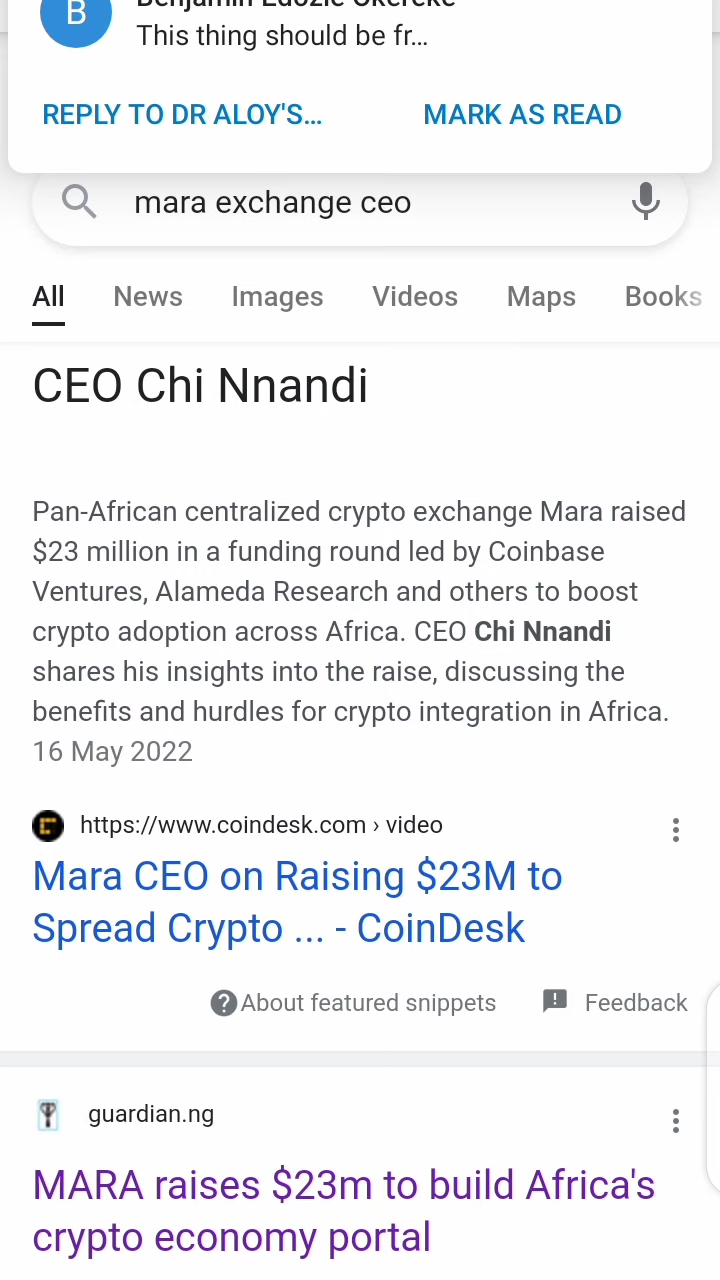 B
Benjamin Edozie Okereke
This thing should be fr...
REPLY TO DR ALOY'S... MARK AS READ
mara exchange ceo
All News Images Videos Maps Books
CEO Chi Nnandi
Pan-African centralized crypto exchange Mara raised
$23 million in a funding round led by Coinbase
Ventures, Alameda Research and others to boost
crypto adoption across Africa. CEO Chi Nnandi
shares his insights into the raise, discussing the
benefits and hurdles for crypto integration in Africa.
16 May 2022
https://www.coindesk.com › video
Mara CEO on Raising $23M to
Spread Crypto ... - CoinDesk
About featured snippets Feedback
guardian.ng
MARA raises $23m to build Africa's
crypto economy portal